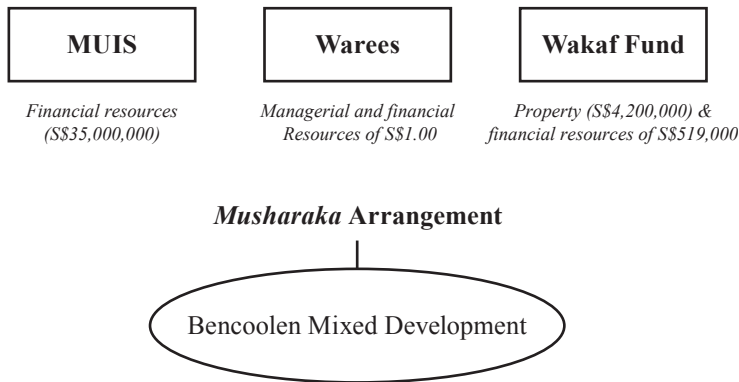 MUIS
Warees
Wakaf Fund
Financial resources
(S$35,000,000)
Managerial and financial
Resources of S$1.00
Property (S$4,200,000) &
financial resources of S$519,000
Musharaka Arrangement
Bencoolen Mixed Development